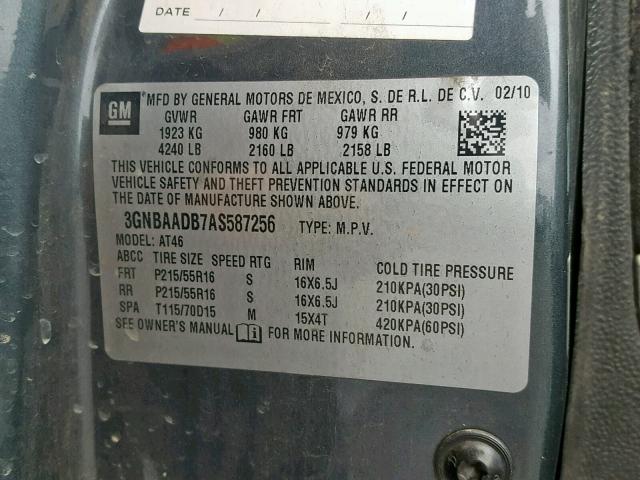 DATE / / / /
GM
*MFD BY GENERAL MOTORS DE MEXICO, S. DE R.L. DE C.V. 02/10
GVWR GAWR FRT GAWR RR
1923 KG 980 KG 979 KG
4240 LB 2160 LB 2158 LB
THIS VEHICLE CONFORMS TO ALL APPLICABLE U.S. FEDERAL MOTOR
VEHICLE SAFETY AND THEFT PREVENTION STANDARDS IN EFFECT ON
THE DATE OF MANUFACTURE SHOWN ABOVE.
3GNBAADB7AS587256 TYPE: M.P.V.
MODEL: AT46
ABCC TIRE SIZE SPEED RTG RIM COLD TIRE PRESSURE
FRT P215/55R16 S 16X6.5J 210KPA(30PSI)
RR P215/55R16 S 16X6.5J 210KPA(30PSI)
SPA T115/70D15 M 15X4T 420KPA(60PSI)
SEE OWNER'S MANUAL FOR MORE INFORMATION.